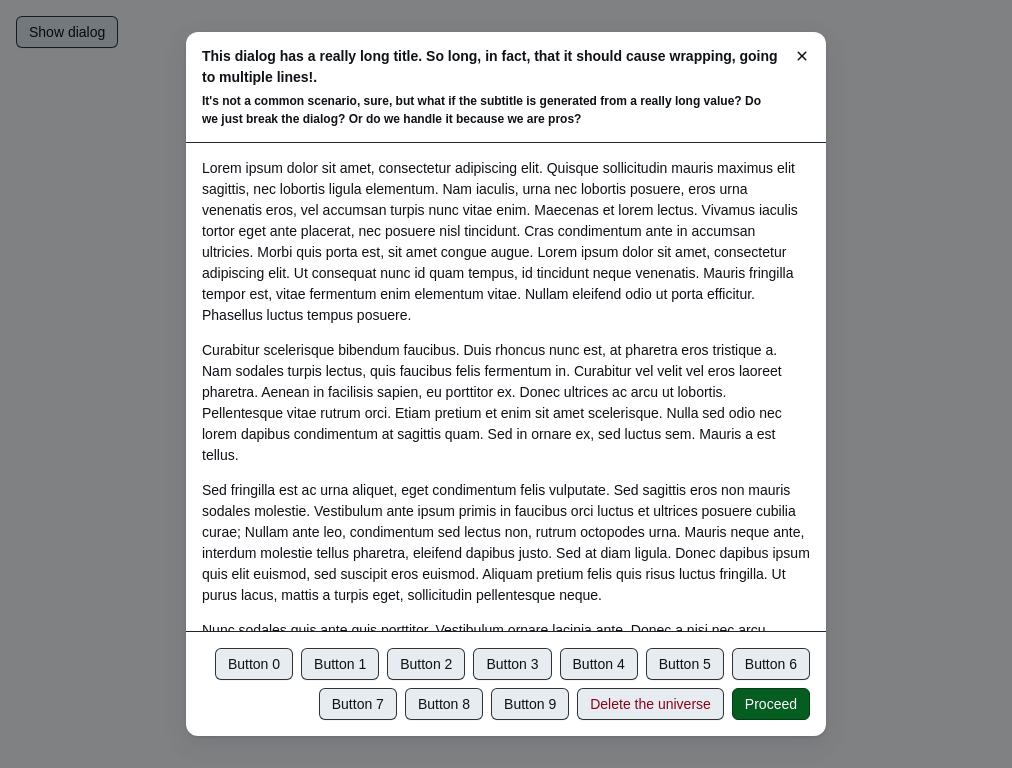 Show dialog
This dialog has a really long title. So long, in fact, that it should cause wrapping, going
to multiple lines!.
It's not a common scenario, sure, but what if the subtitle is generated from a really long value? Do
we just break the dialog? Or do we handle it because we are pros?
Lorem ipsum dolor sit amet, consectetur adipiscing elit. Quisque sollicitudin mauris maximus elit
sagittis, nec lobortis ligula elementum. Nam iaculis, urna nec lobortis posuere, eros urna
venenatis eros, vel accumsan turpis nunc vitae enim. Maecenas et lorem lectus. Vivamus iaculis
tortor eget ante placerat, nec posuere nisl tincidunt. Cras condimentum ante in accumsan
ultricies. Morbi quis porta est, sit amet congue augue. Lorem ipsum dolor sit amet, consectetur
adipiscing elit. Ut consequat nunc id quam tempus, id tincidunt neque venenatis. Mauris fringilla
tempor est, vitae fermentum enim elementum vitae. Nullam eleifend odio ut porta efficitur.
Phasellus luctus tempus posuere.
Curabitur scelerisque bibendum faucibus. Duis rhoncus nunc est, at pharetra eros tristique a.
Nam sodales turpis lectus, quis faucibus felis fermentum in. Curabitur vel velit vel eros laoreet
pharetra. Aenean in facilisis sapien, eu porttitor ex. Donec ultrices ac arcu ut lobortis.
Pellentesque vitae rutrum orci. Etiam pretium et enim sit amet scelerisque. Nulla sed odio nec
lorem dapibus condimentum at sagittis quam. Sed in ornare ex, sed luctus sem. Mauris a est
tellus.
Sed fringilla est ac urna aliquet, eget condimentum felis vulputate. Sed sagittis eros non mauris
sodales molestie. Vestibulum ante ipsum primis in faucibus orci luctus et ultrices posuere cubilia
curae; Nullam ante leo, condimentum sed lectus non, rutrum octopodes urna. Mauris neque ante,
interdum molestie tellus pharetra, eleifend dapibus justo. Sed at diam ligula. Donec dapibus ipsum
quis elit euismod, sed suscipit eros euismod. Aliquam pretium felis quis risus luctus fringilla. Ut
purus lacus, mattis a turpis eget, sollicitudin pellentesque neque.
Nunc sodales quis ante quis porttitor. Vestibulum ornare lacinia ante. Donec a nisi nec arcu
Button 0
Button 1
Button 2
Button 3
Button 4
Button 5
Button 6
Button 7
Button 8
Button 9
Delete the universe
Proceed